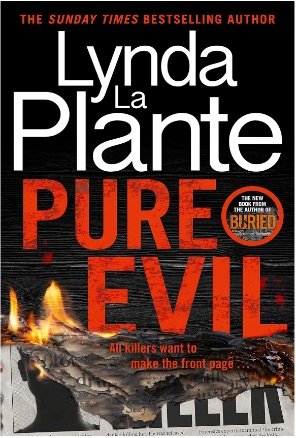 THE SUNDAY TIMES BESTSELLING AUTHOR
Lynda
La
Plante
PURE
THE NEW
BOOK FROM
THE AUTHOR OF
BURIED
EVIL
All killers want to
make the front page . . .